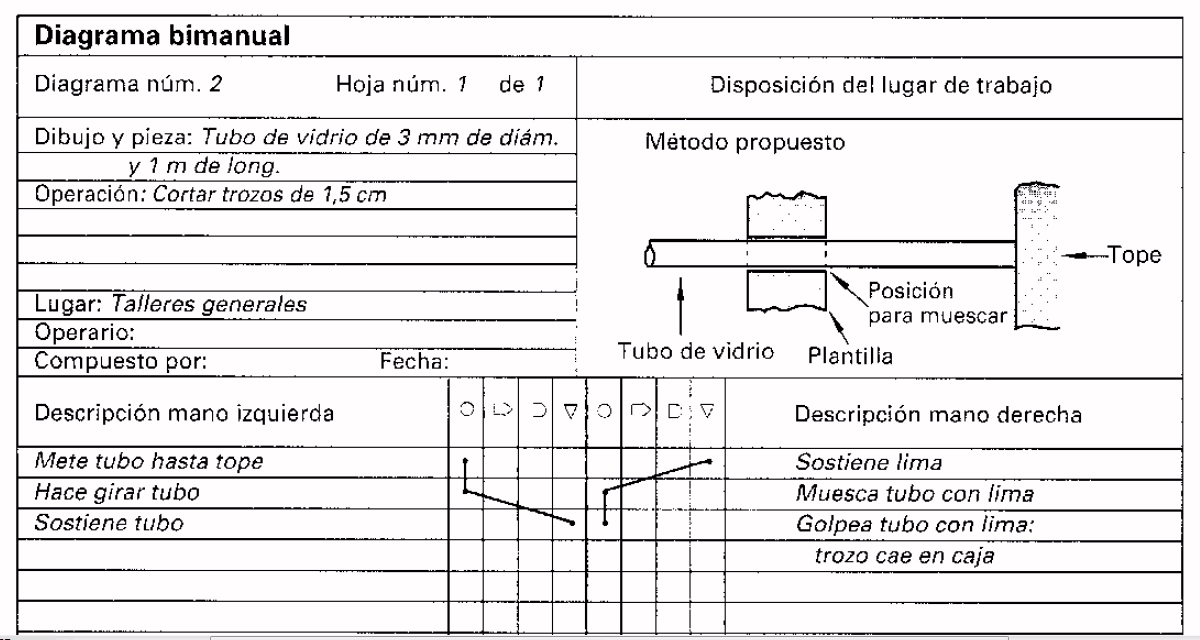 Diagrama bimanual
Diagrama núm. 2 Hoja núm. 1 de 1
Disposición del lugar de trabajo
Dibujo y pieza: Tubo de vidrio de 3 mm de diám.
y 1 m de long.
Operación: Cortar trozos de 1,5 cm
Lugar: Talleres generales
Operario:
Compuesto por: Fecha:
Método propuesto
Tope
Posición
para muescar
Tubo de vidrio
Plantilla
Descripción mano izquierda
Descripción mano derecha
Mete tubo hasta tope
Sostiene lima
Hace girar tubo
Muesca tubo con lima
Sostiene tubo
Golpea tubo con lima:
trozo cae en caja